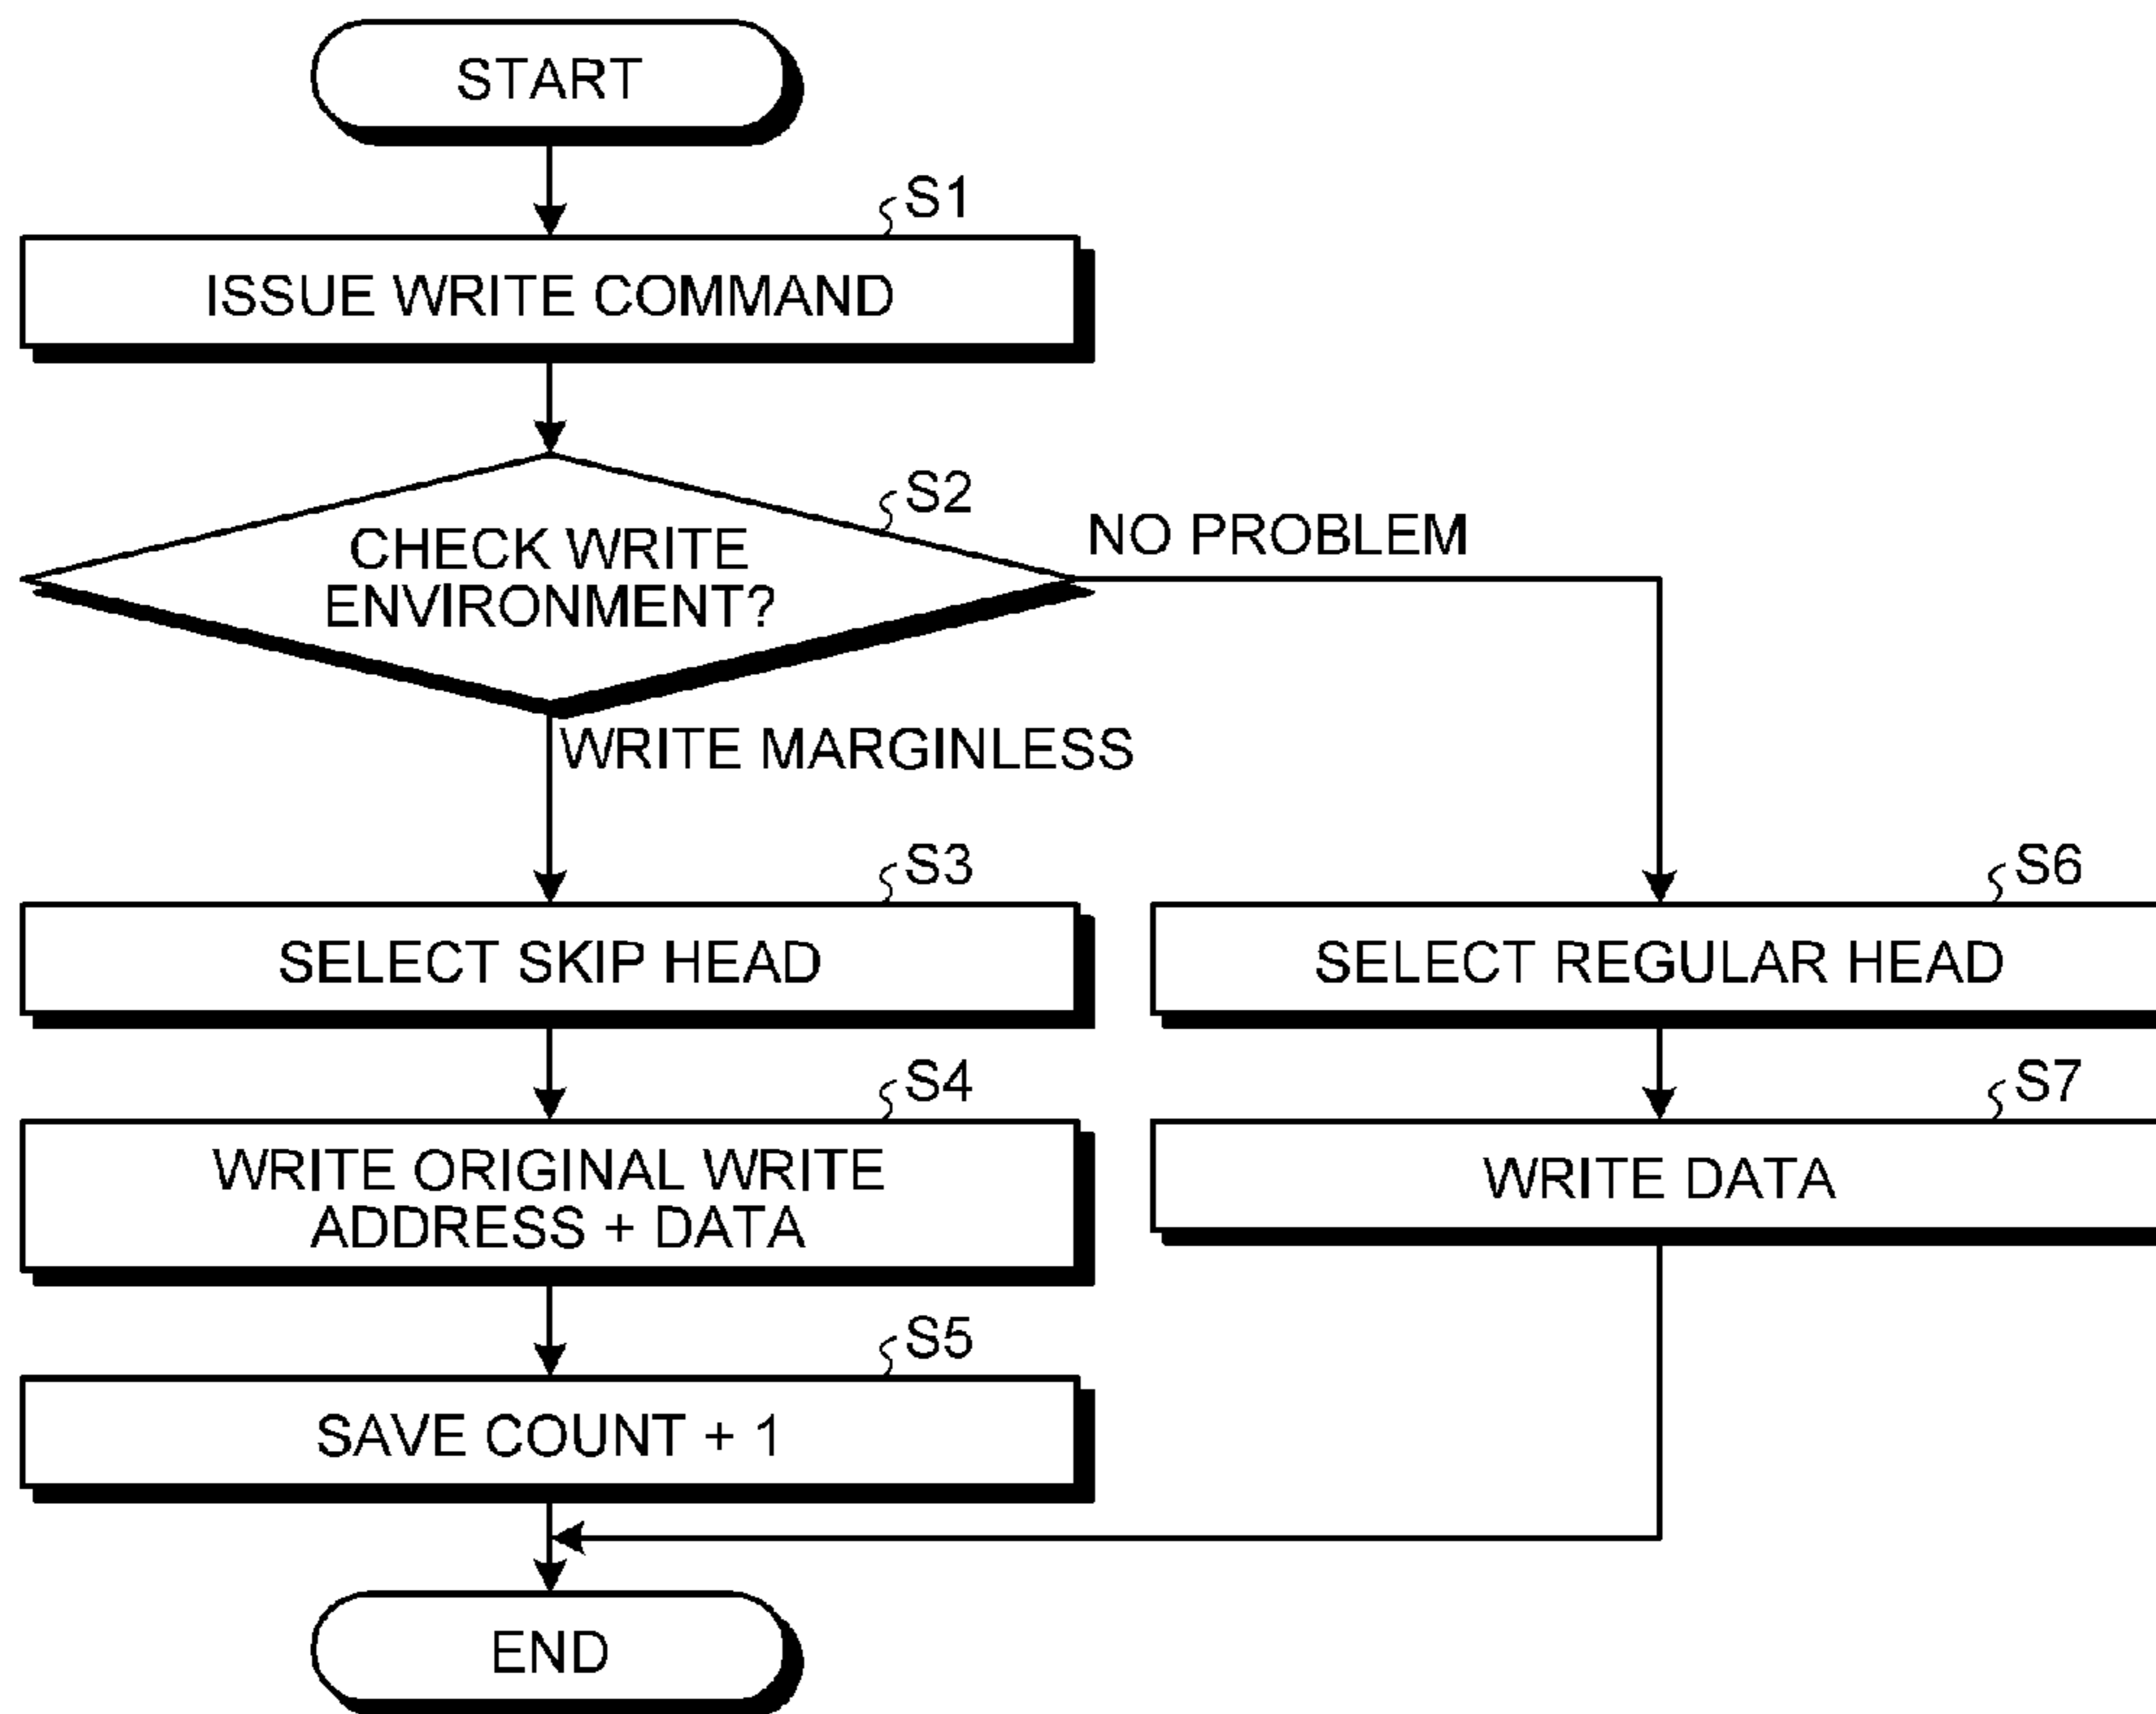 START
S1
ISSUE WRITE COMMAND
S2
CHECK WRITE
ENVIRONMENT?
NO PROBLEM
WRITE MARGINLESS
S3
SELECT SKIP HEAD
S6
SELECT REGULAR HEAD
S4
WRITE ORIGINAL WRITE
ADDRESS + DATA
S7
WRITE DATA
S5
SAVE COUNT + 1
END